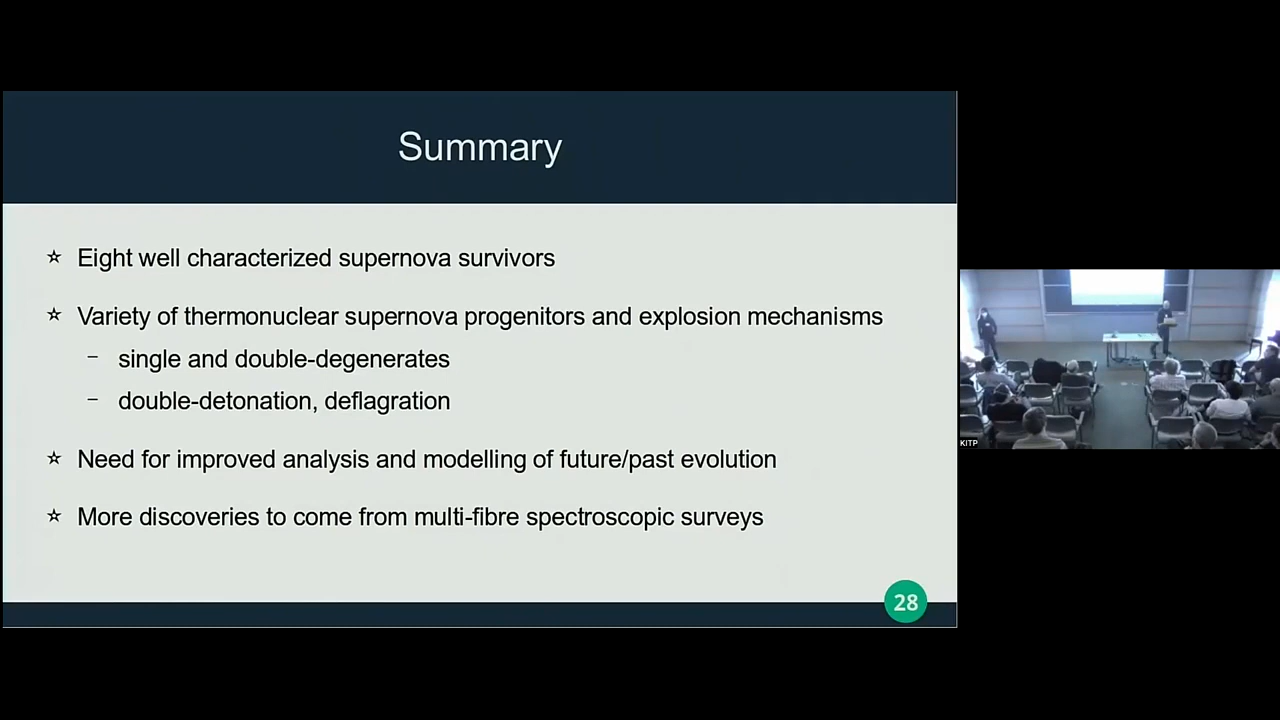 Summary
☆ Eight well characterized supernova survivors
☆ Variety of thermonuclear supernova progenitors and explosion mechanisms
– single and double-degenerates
– double-detonation, deflagration
☆ Need for improved analysis and modelling of future/past evolution
☆ More discoveries to come from multi-fibre spectroscopic surveys
28
KITP